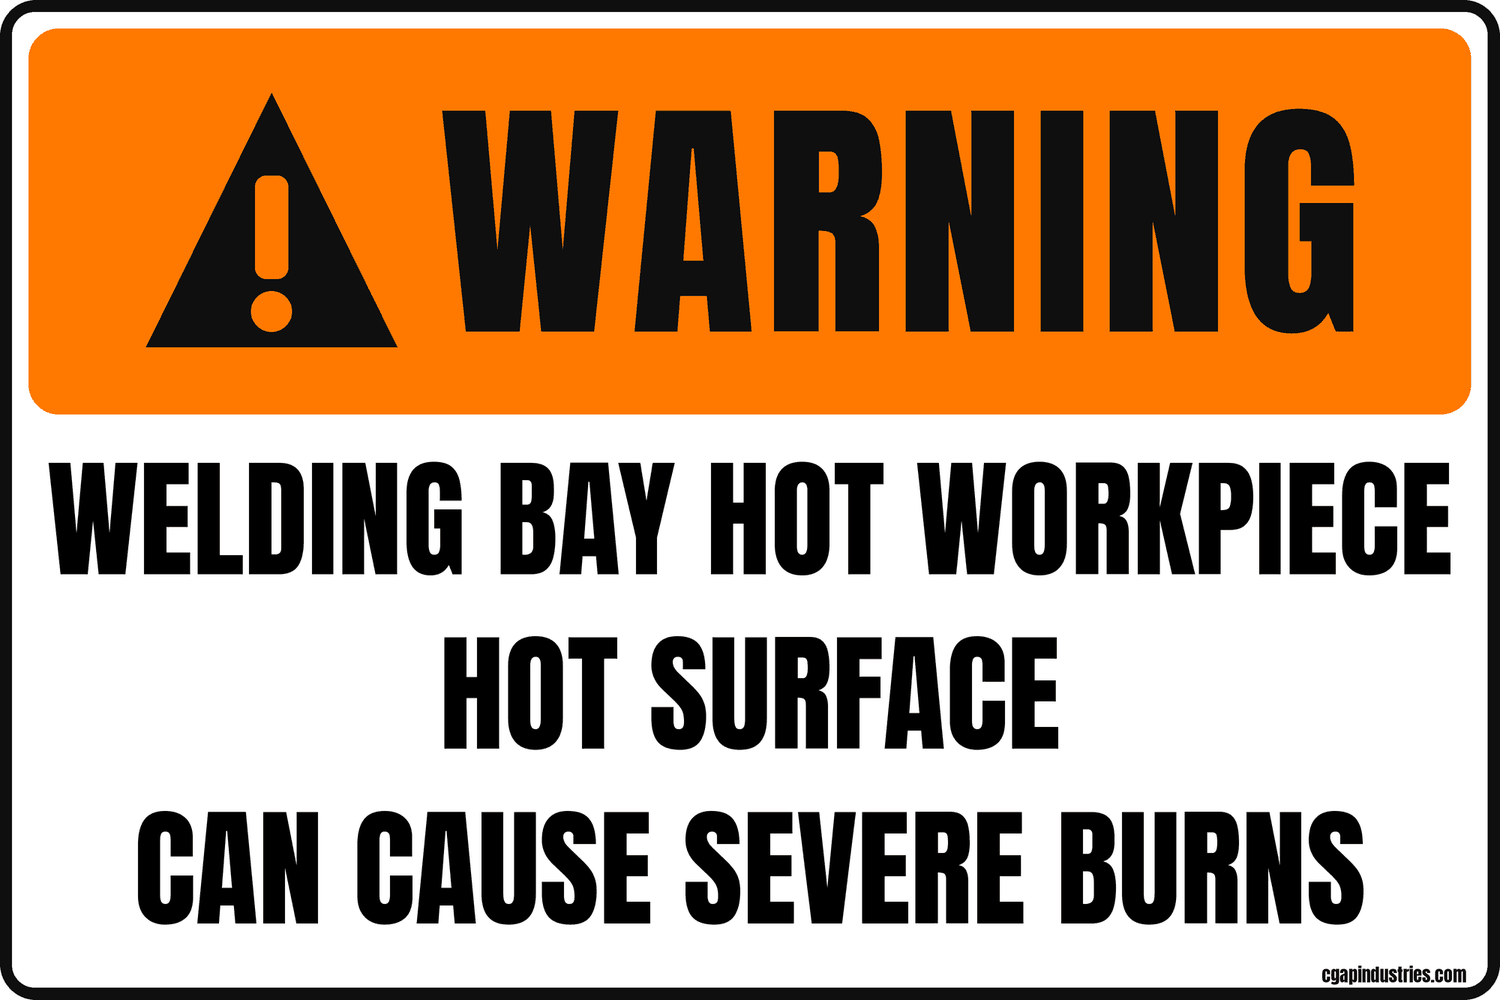 WARNING
WELDING BAY HOT WORKPIECE
HOT SURFACE
CAN CAUSE SEVERE BURNS
cgapindustries.com